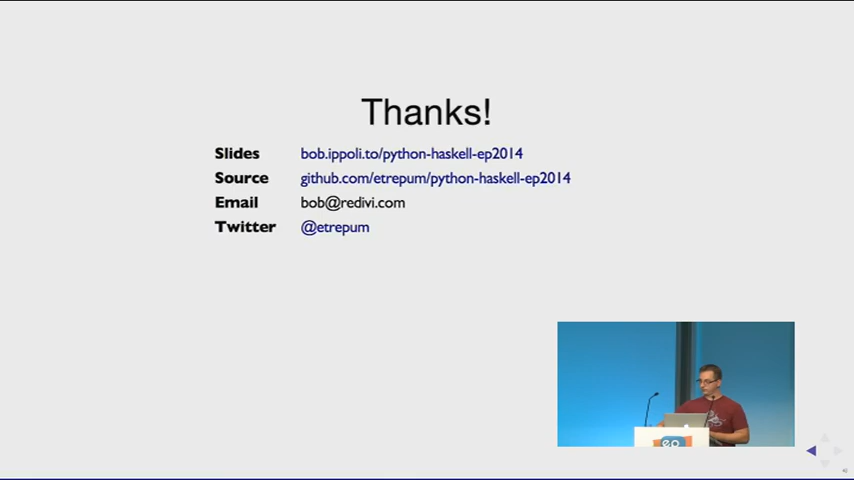 Thanks!
Slides bob.ippoli.to/python-haskell-ep2014
Source github.com/etrepum/python-haskell-ep2014
Email bob@redivi.com
Twitter @etrepum
ep